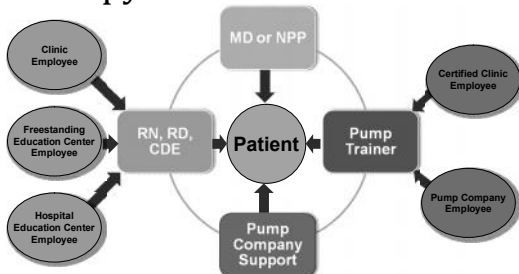 MD or NPP
Clinic
Employee
Certified Clinic
Employee
Freestanding
Education Center
Employee
RN, RD,
CDE
Patient
Pump
Trainer
Hospital
Education Center
Employee
Pump Company
Employee
Pump
Company
Support